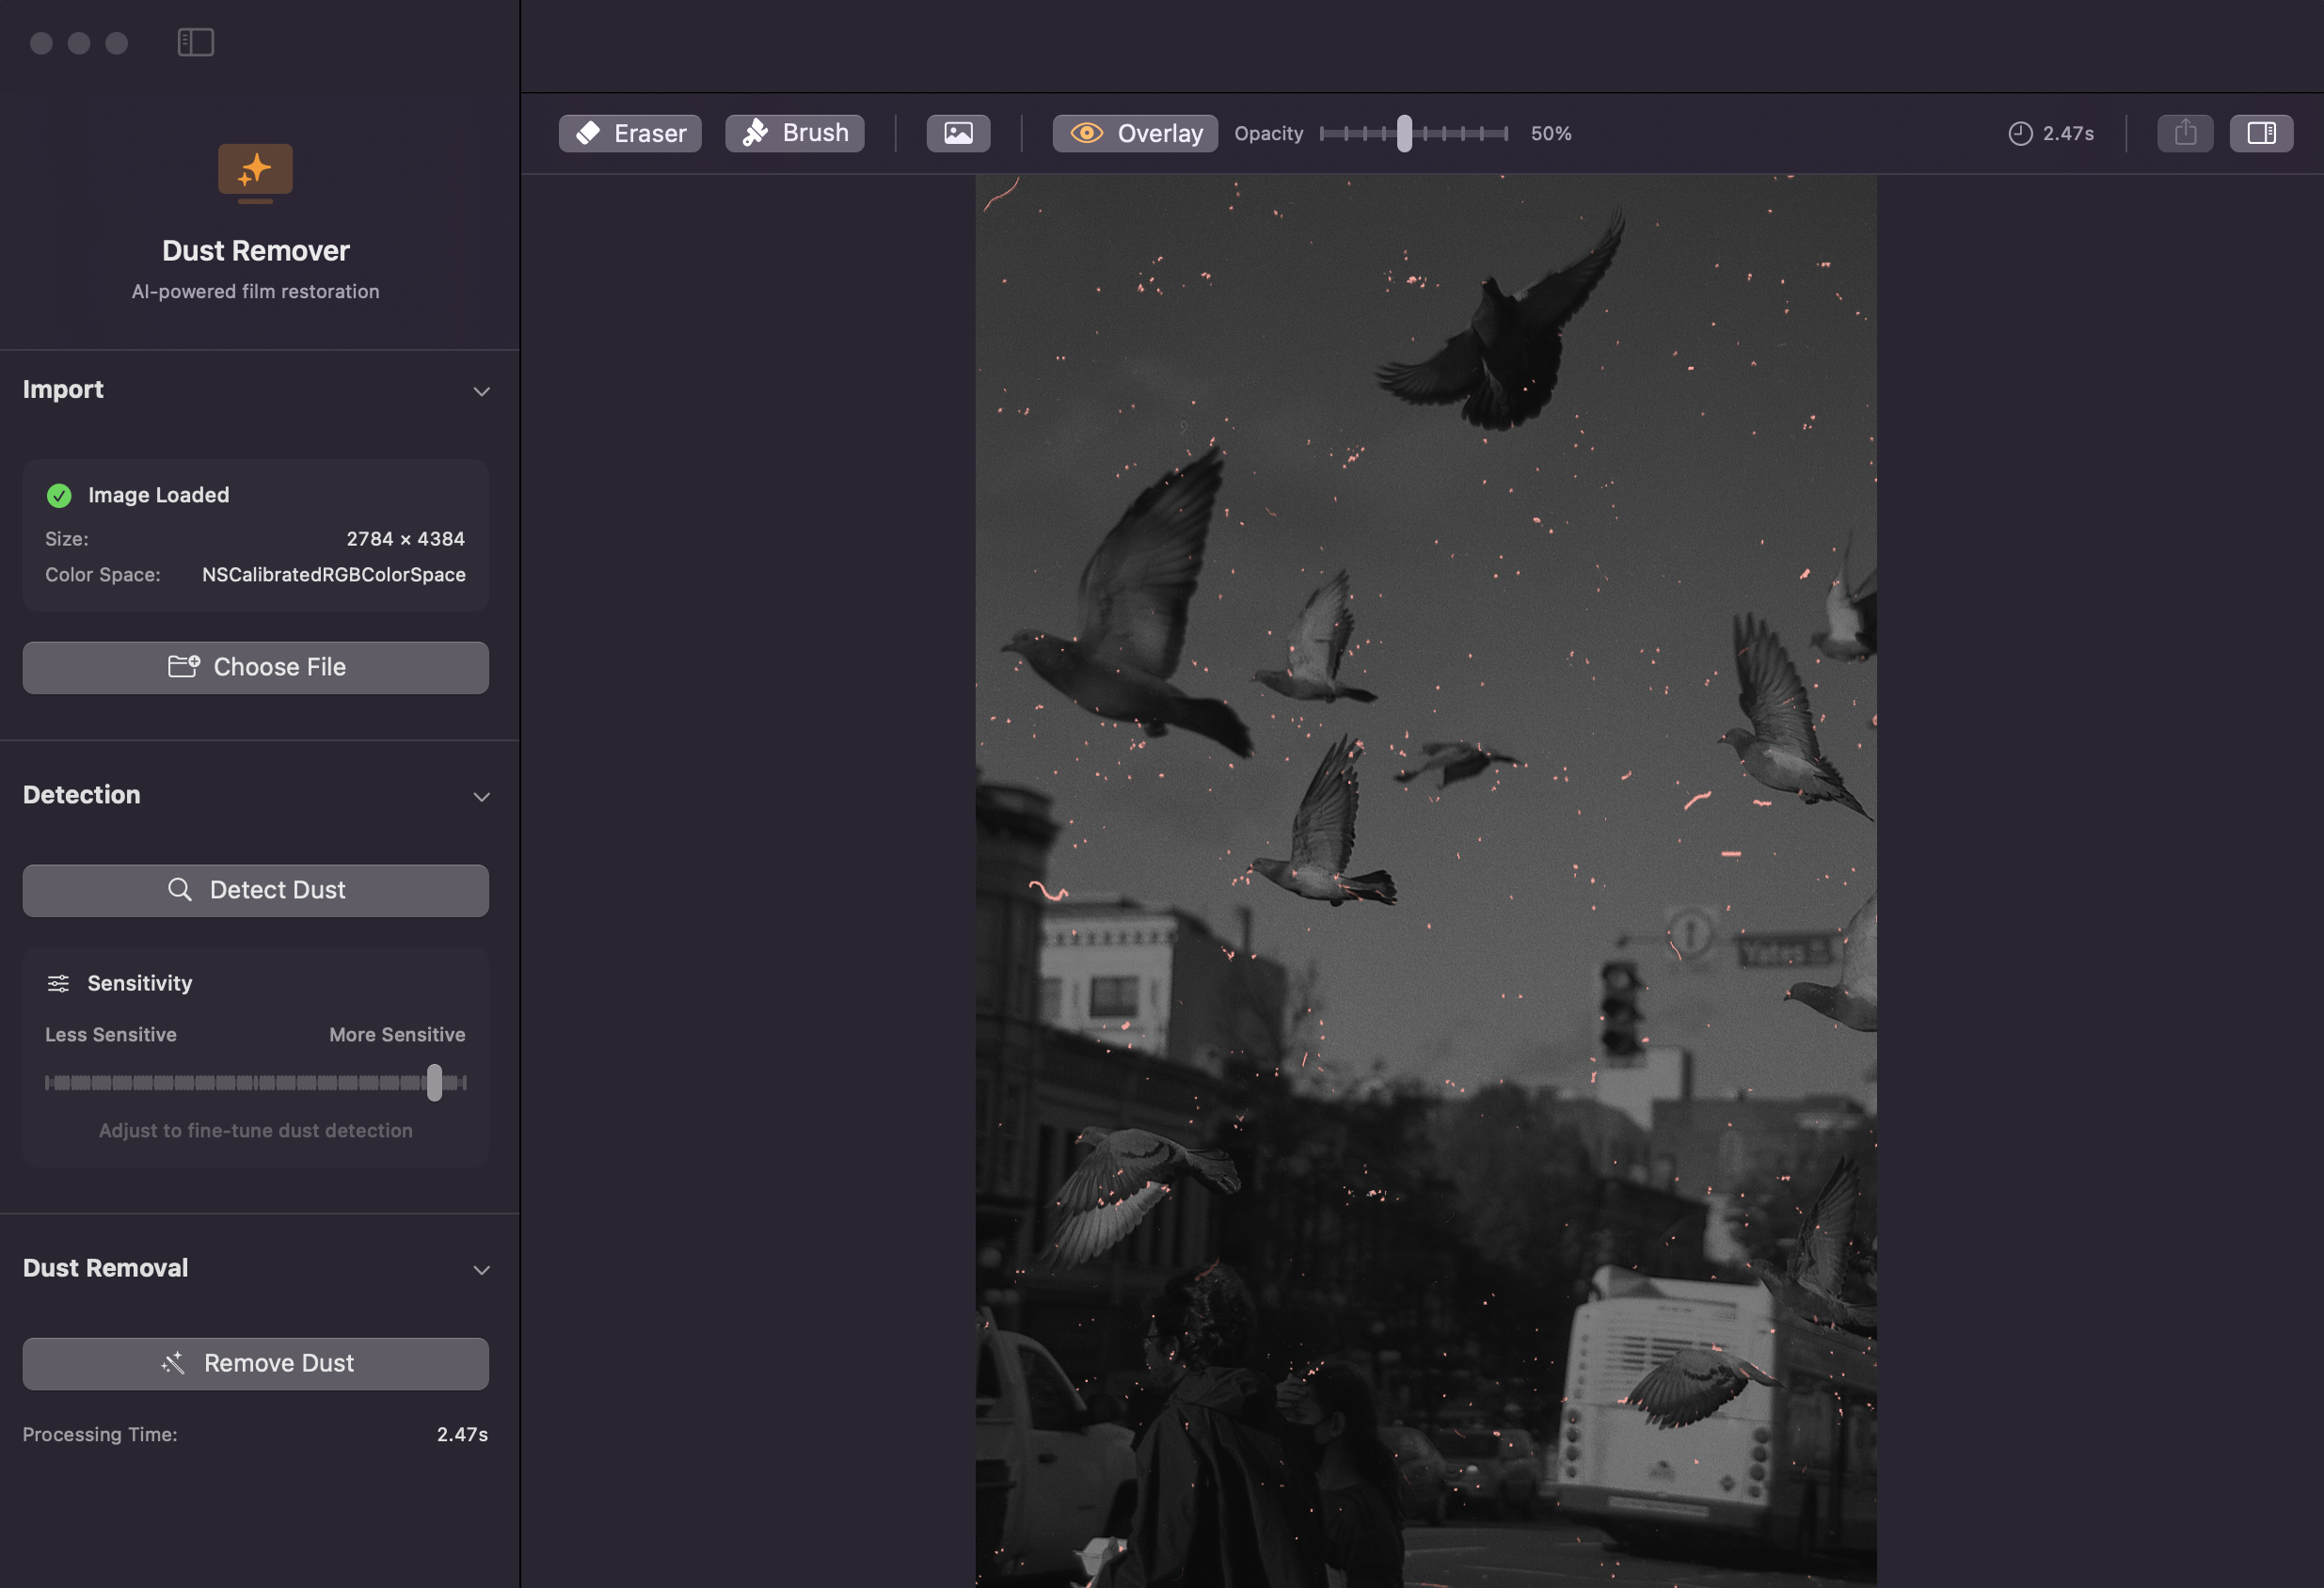 Dust Remover
AI-powered film restoration
Import
Image Loaded
Size: 2784 × 4384
Color Space: NSCalibratedRGBColorSpace
Choose File
Detection
Detect Dust
Sensitivity
Less Sensitive More Sensitive
Adjust to fine-tune dust detection
Dust Removal
Remove Dust
Processing Time: 2.47s
Eraser Brush Overlay Opacity 50% 2.47s
Yates